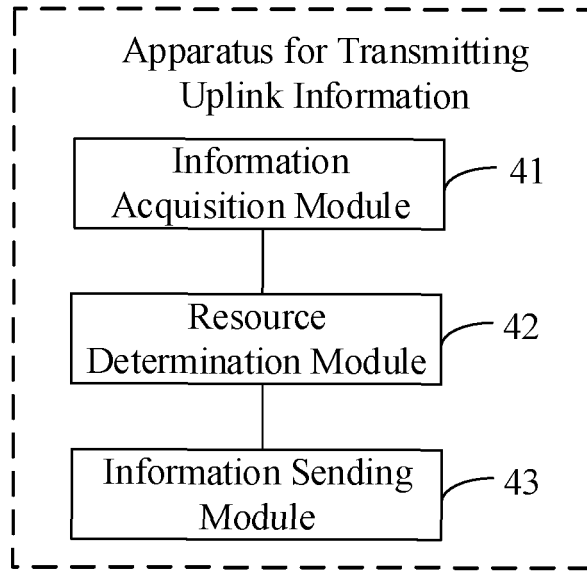 Apparatus for Transmitting
Uplink Information
Information
Acquisition Module
41
Resource
Determination Module
42
Information Sending
Module
43